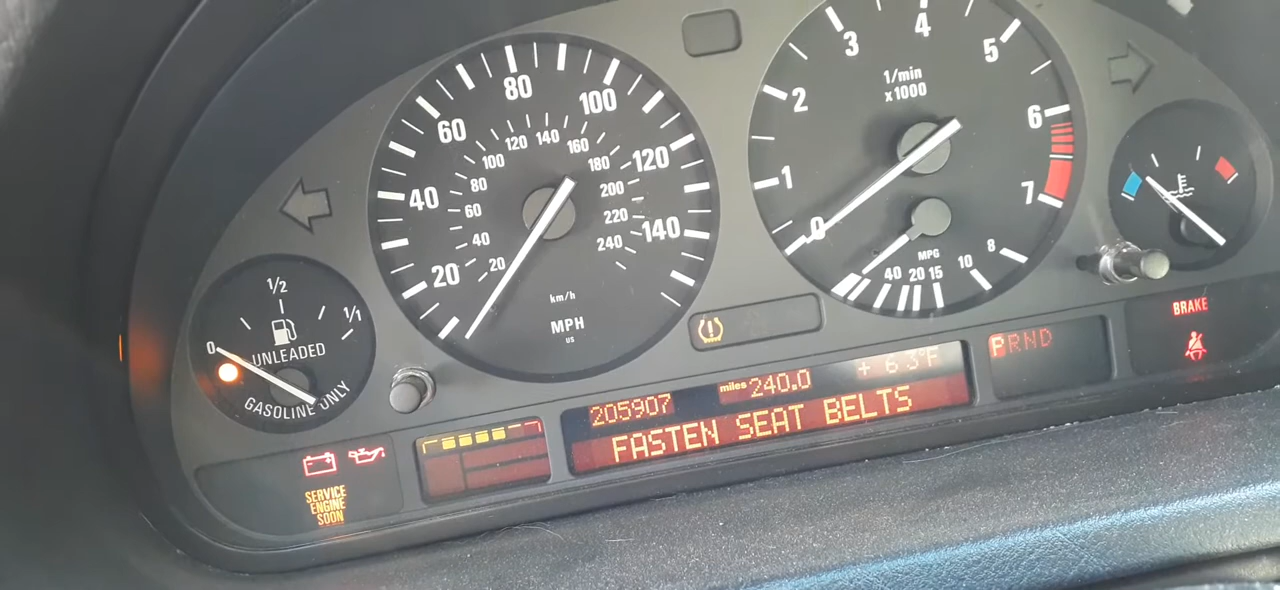 20
40
60
80
100
120
140
20
40
60
80
100
120
140
160
180
200
220
240
km/h
MPH
US
0
1
2
3
4
5
6
7
1/min
x1000
MPG
40 20 15 10 8
0
1/2
1/1
UNLEADED
GASOLINE ONLY
SERVICE
ENGINE
SOON
205907
miles 240.0
+ 63°F
FASTEN SEAT BELTS
PRND
BRAKE